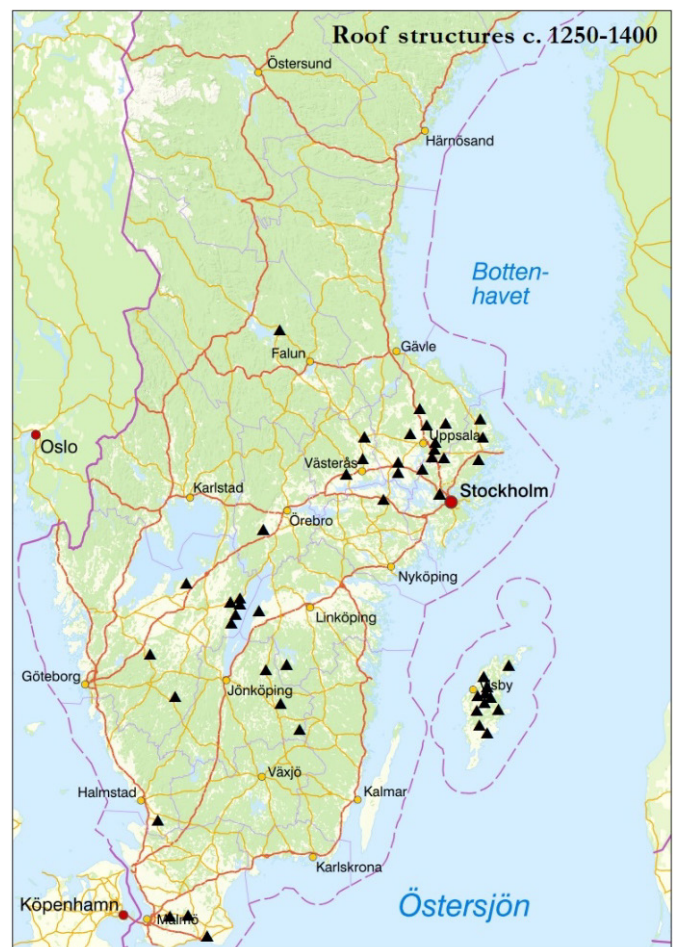 Roof structures c. 1250-1400
Östersund
Härnösand
Botten-
havet
Falun
Gävle
Oslo
Uppsala
Västerås
Karlstad
Stockholm
Örebro
Nyköping
Linköping
Göteborg
Jönköping
Visby
Växjö
Halmstad
Kalmar
Karlskrona
Köpenhamn
Malmö
Östersjön